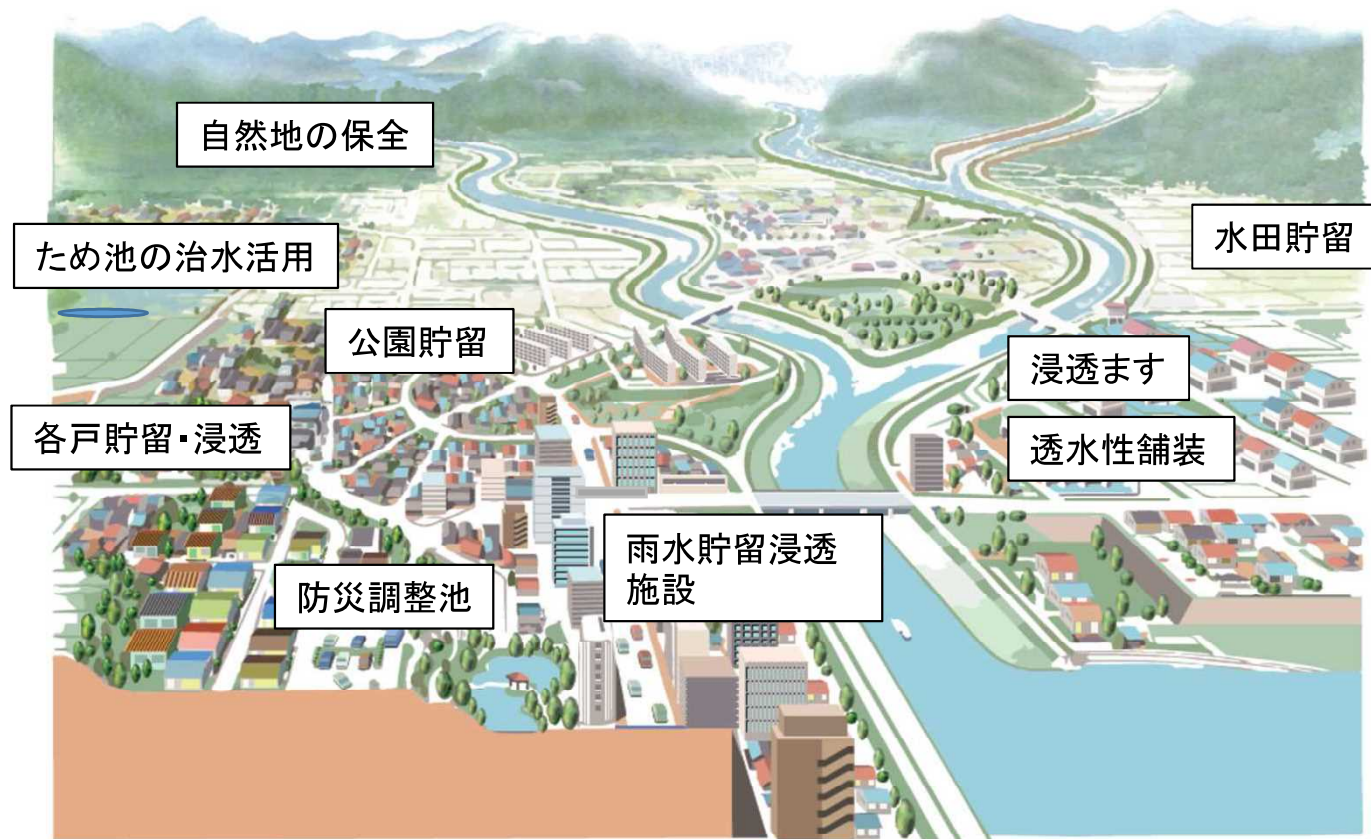 自然地の保全
ため池の治水活用
水田貯留
公園貯留
浸透ます
各戸貯留・浸透
透水性舗装
雨水貯留浸透
施設
防災調整池